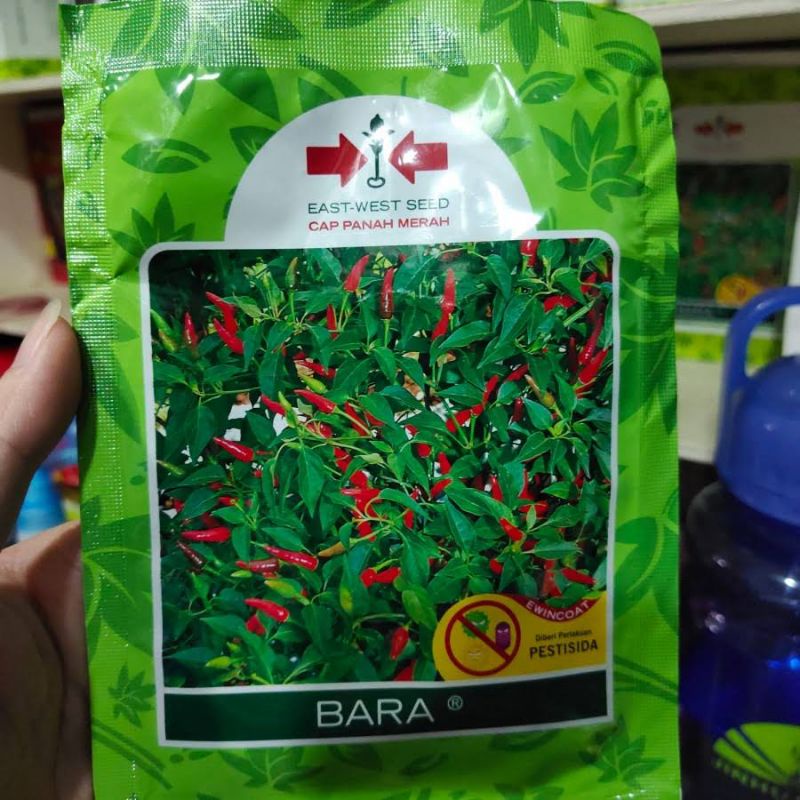 EAST-WEST SEED
CAP PANAH MERAH
EWINCOAT
Diberi Perlakuan
PESTISIDA
BARA ®